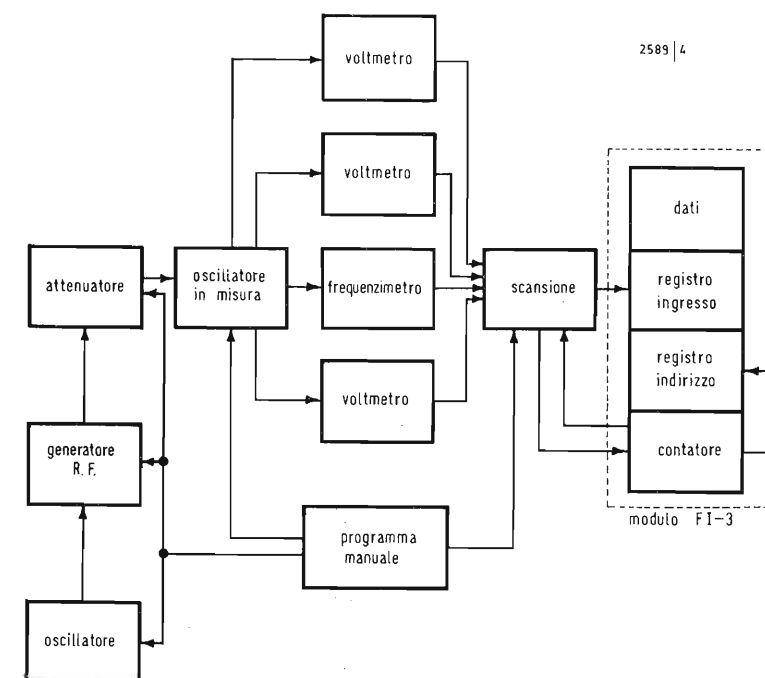 voltmetro
2589 | 4
voltmetro
dati
attenuatore
oscillatore
in misura
frequenzimetro
scansione
registro
ingresso
registro
indirizzo
voltmetro
generatore
R.F.
contatore
modulo FI-3
programma
manuale
oscillatore